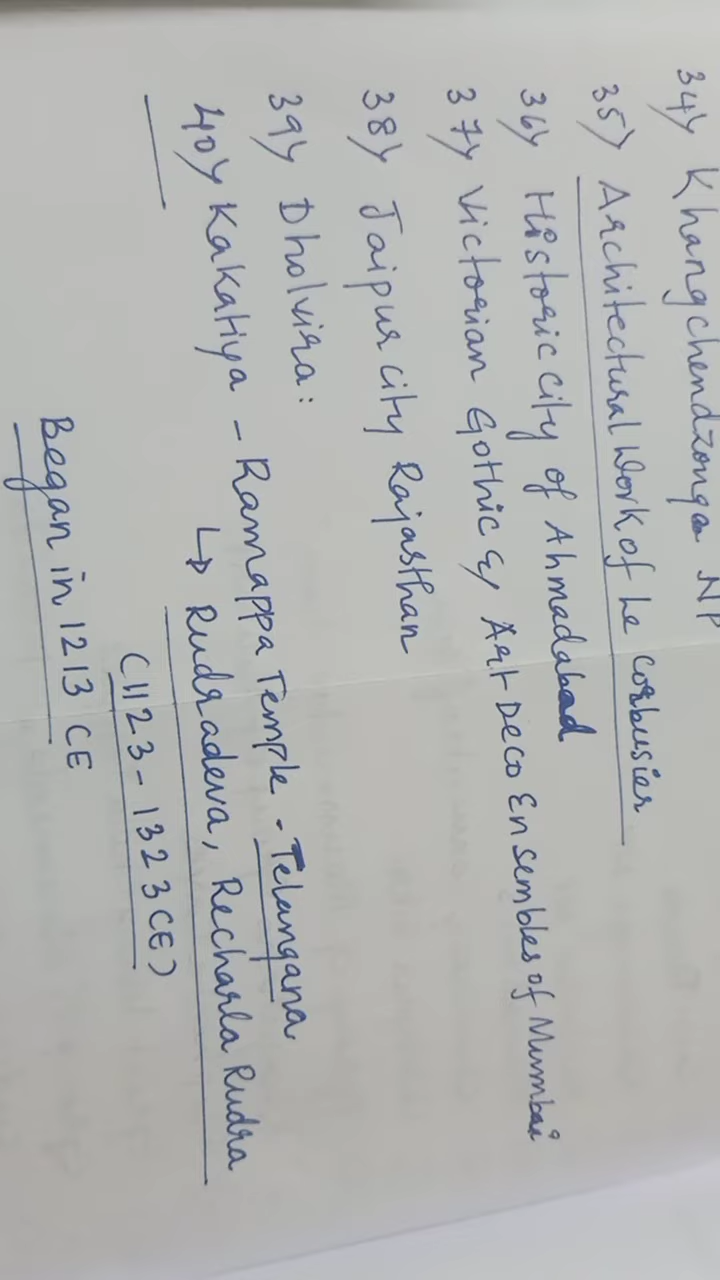 34) Khangchendzonga NP
35) Architectural Work of Le corbusier
36) Historic City of Ahmadabad
37) Victorian Gothic & Art Deco Ensembles of Mumbai
38) Jaipur city Rajasthan
39) Dholvira:
40) Kakatiya - Ramappa Temple - Telangana
↳ Rudradeva, Recharla Rudra
(1123-1323 CE)
Began in 1213 CE